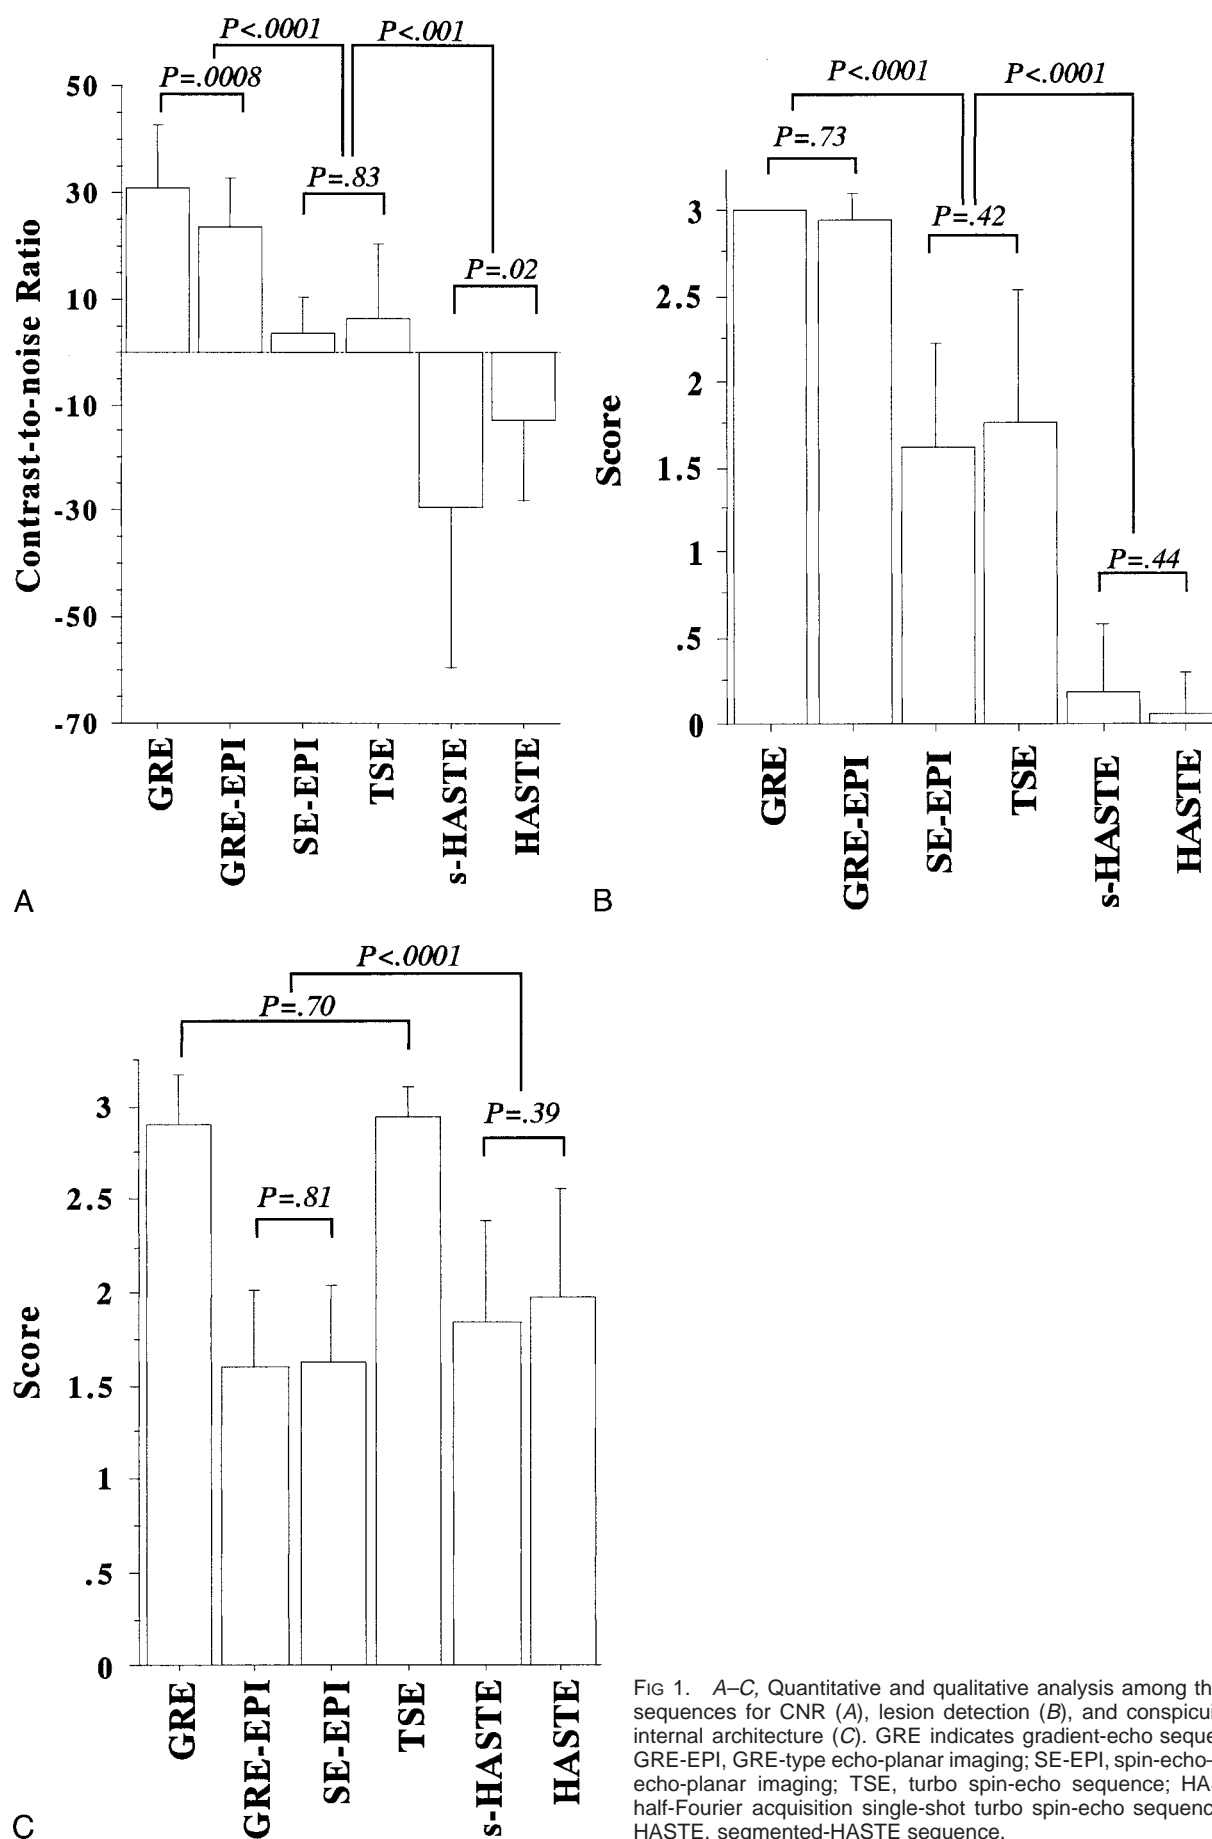 P<.0001
P<.001
P=.0008
P=.83
P=.02
Contrast-to-noise Ratio
50
30
10
-10
-30
-50
-70
GRE
GRE-EPI
SE-EPI
TSE
s-HASTE
HASTE
A
P<.0001
P<.0001
P=.73
P=.42
P=.44
Score
3
2.5
2
1.5
1
.5
0
GRE
GRE-EPI
SE-EPI
TSE
s-HASTE
HASTE
B
P<.0001
P=.70
P=.39
P=.81
Score
3
2.5
2
1.5
1
.5
0
GRE
GRE-EPI
SE-EPI
TSE
s-HASTE
HASTE
C
FIG 1. A–C, Quantitative and qualitative analysis among th
sequences for CNR (A), lesion detection (B), and conspicui
internal architecture (C). GRE indicates gradient-echo seque
GRE-EPI, GRE-type echo-planar imaging; SE-EPI, spin-echo–
echo-planar imaging; TSE, turbo spin-echo sequence; HA
half-Fourier acquisition single-shot turbo spin-echo sequenc
HASTE, segmented-HASTE sequence.